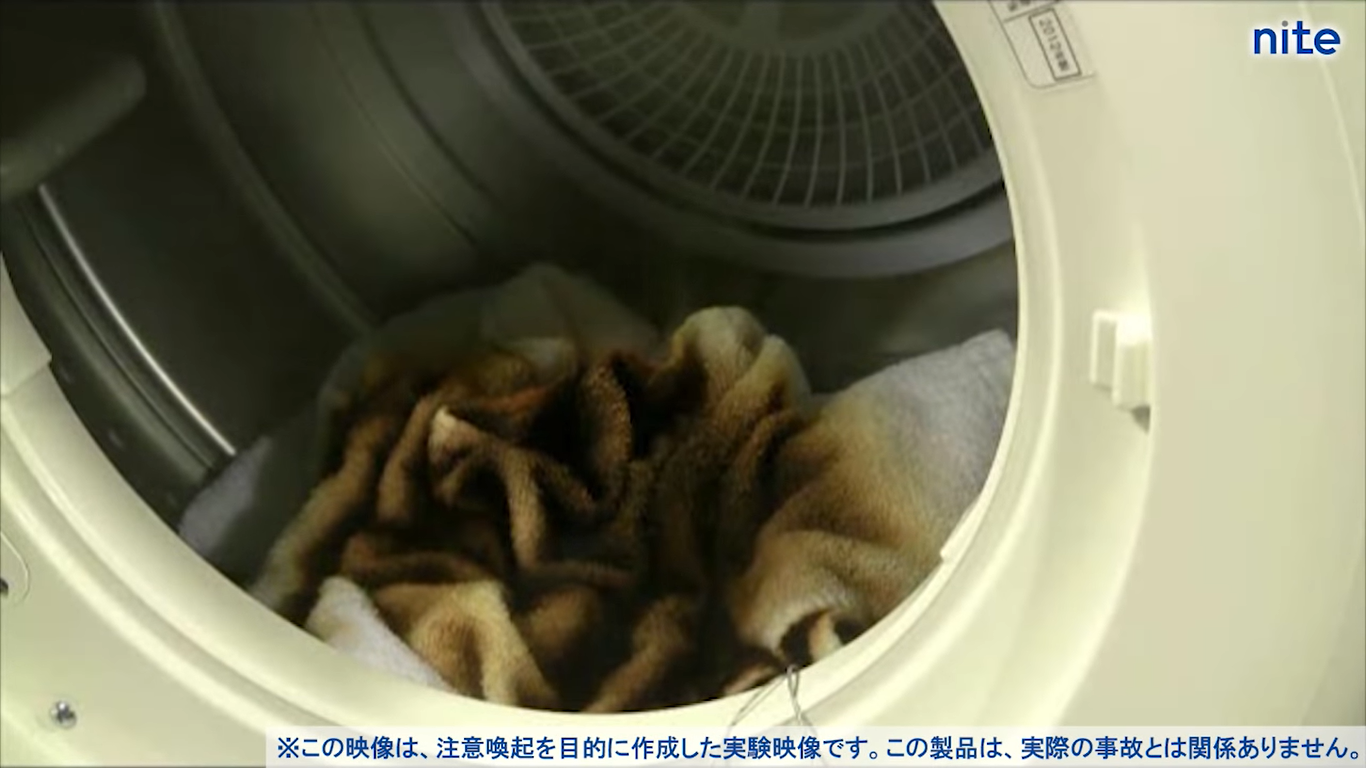 nite
※この映像は、注意喚起を目的に作成した実験映像です。この製品は、実際の事故とは関係ありません。